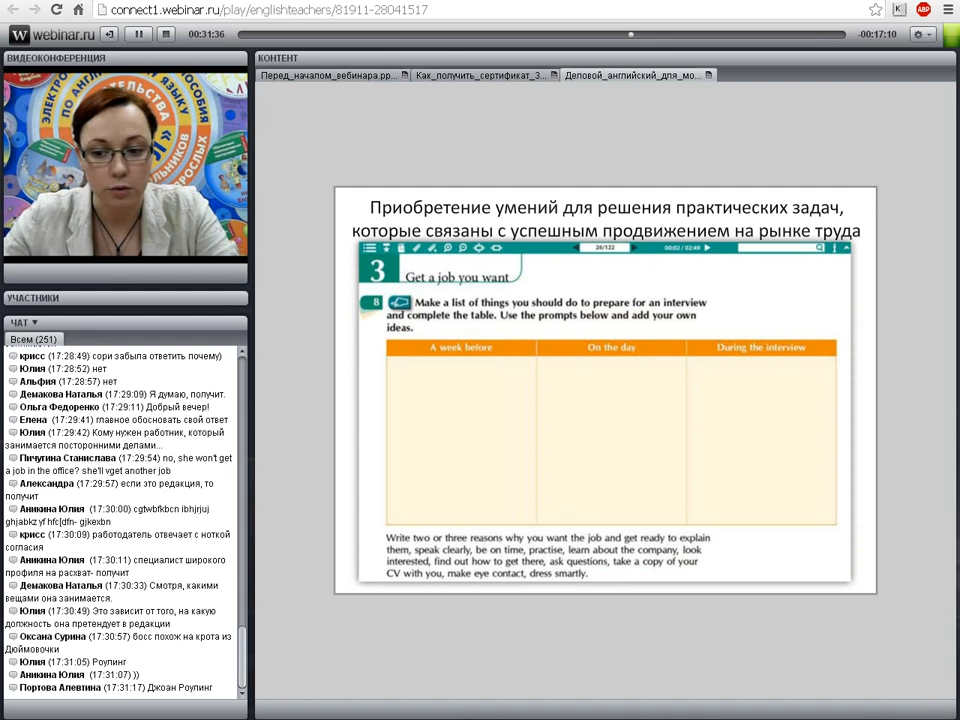 connect1.webinar.ru/play/englishteachers/81911-28041517
ABP
W webinar.ru
00:31:36
-00:17:10
ВИДЕОКОНФЕРЕНЦИЯ
УЧАСТНИКИ
ЧАТ
Всем (251)
крисс (17:28:49) сори забыла ответить почему)
Юлия (17:28:52) нет
Альфия (17:28:57) нет
Демакова Наталья (17:29:09) Я думаю, получит.
Ольга Федоренко (17:29:11) Добрый вечер!
Елена (17:29:41) главное обосновать свой ответ
Юлия (17:29:42) Кому нужен работник, который
занимается посторонними делами...
Пичугина Станислава (17:29:54) no, she won't get
a job in the office? she'll vget another job
Александра (17:29:57) если это редакция, то
получит
Аникина Юлия (17:30:00) cgtwbfkbcn ibhjrjuj
ghjabkz yf hfc[dfn- gjkexbn
крисс (17:30:09) работодатель отвечает с ноткой
согласия
Аникина Юлия (17:30:11) специалист широкого
профиля на расхват- получит
Демакова Наталья (17:30:33) Смотря, какими
вещами она занимается.
Юлия (17:30:49) Это зависит от того, на какую
должность она претендует в редакции
Оксана Сурина (17:30:57) босс похож на крота из
Дюймовочки
Юлия (17:31:05) Роулинг
Аникина Юлия (17:31:07) ))
Портова Алевтина (17:31:17) Джоан Роулинг
КОНТЕНТ
Перед_началом_вебинара.pp...
Как_получить_сертификат_3...
Деловой_английский_для_мо...
Приобретение умений для решения практических задач,
которые связаны с успешным продвижением на рынке труда
26/122
00:02 / 02:49
3 Get a job you want
8 Make a list of things you should do to prepare for an interview
and complete the table. Use the prompts below and add your own
ideas.
A week before On the day During the interview
Write two or three reasons why you want the job and get ready to explain
them, speak clearly, be on time, practise, learn about the company, look
interested, find out how to get there, ask questions, take a copy of your
CV with you, make eye contact, dress smartly.